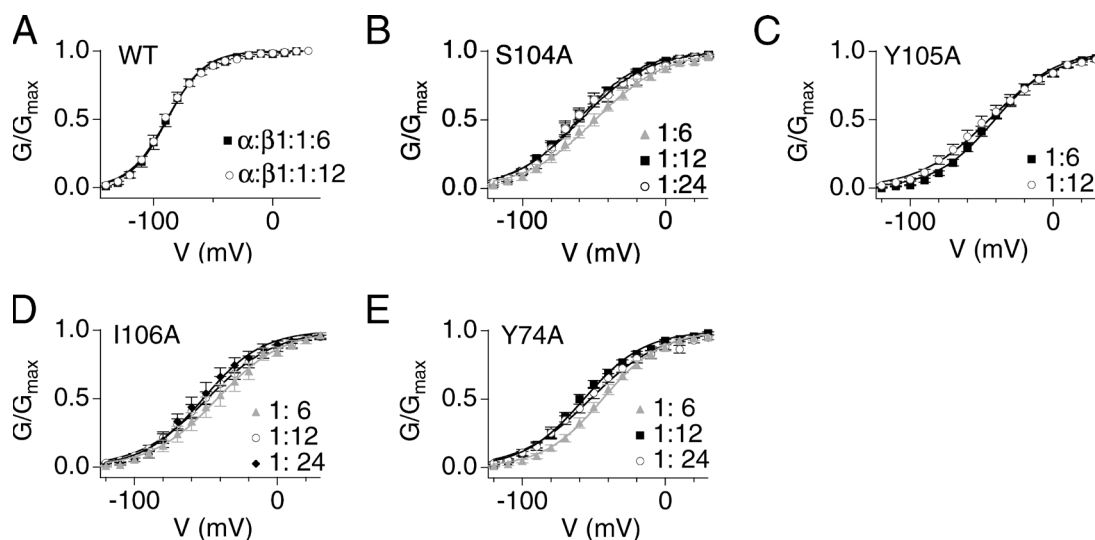 A
WT
1.0
0.5
0.0
G/Gmax
-100 0
V (mV)
α:β1:1:6
α:β1:1:12
B
S104A
1.0
0.5
0.0
G/Gmax
-100 0
V (mV)
1:6
1:12
1:24
C
Y105A
1.0
0.5
0.0
G/Gmax
-100 0
V (mV)
1:6
1:12
D
I106A
1.0
0.5
0.0
G/Gmax
-100 0
V (mV)
1: 6
1:12
1: 24
E
Y74A
1.0
0.5
0.0
G/Gmax
-100 0
V (mV)
1: 6
1:12
1: 24